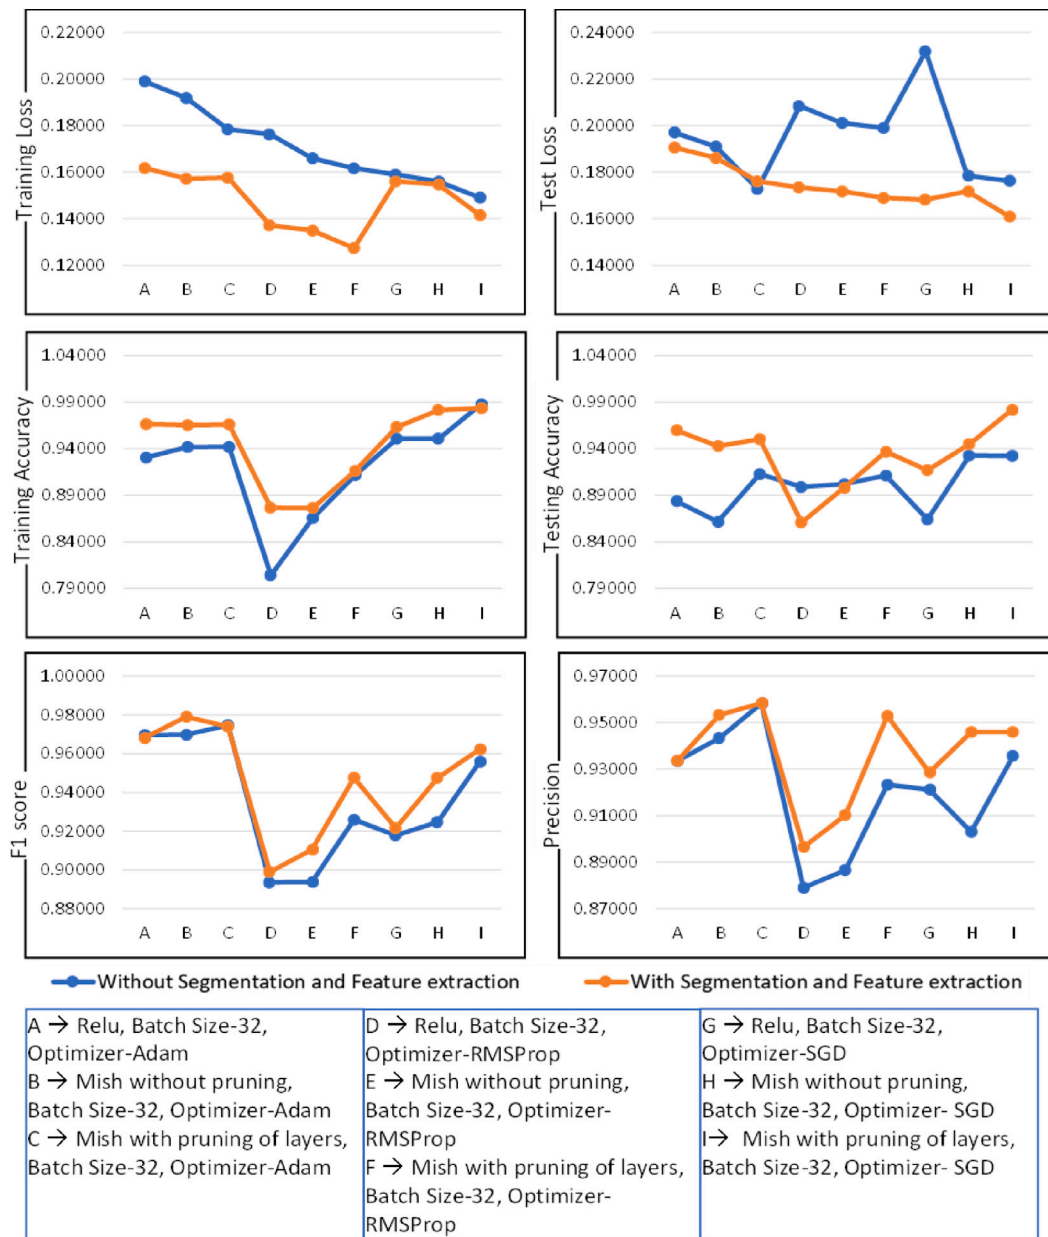 Training Loss
0.22000
0.20000
0.18000
0.16000
0.14000
0.12000
A B C D E F G H I
Test Loss
0.24000
0.22000
0.20000
0.18000
0.16000
0.14000
A B C D E F G H I
Training Accuracy
1.04000
0.99000
0.94000
0.89000
0.84000
0.79000
A B C D E F G H I
Testing Accuracy
1.04000
0.99000
0.94000
0.89000
0.84000
0.79000
A B C D E F G H I
F1 score
1.00000
0.98000
0.96000
0.94000
0.92000
0.90000
0.88000
A B C D E F G H I
Precision
0.97000
0.95000
0.93000
0.91000
0.89000
0.87000
A B C D E F G H I
Without Segmentation and Feature extraction
With Segmentation and Feature extraction
A → Relu, Batch Size-32,
Optimizer-Adam
B → Mish without pruning,
Batch Size-32, Optimizer-Adam
C → Mish with pruning of layers,
Batch Size-32, Optimizer-Adam
D → Relu, Batch Size-32,
Optimizer-RMSProp
E → Mish without pruning,
Batch Size-32, Optimizer-
RMSProp
F → Mish with pruning of layers,
Batch Size-32, Optimizer-
RMSProp
G → Relu, Batch Size-32,
Optimizer-SGD
H → Mish without pruning,
Batch Size-32, Optimizer- SGD
I→ Mish with pruning of layers,
Batch Size-32, Optimizer- SGD